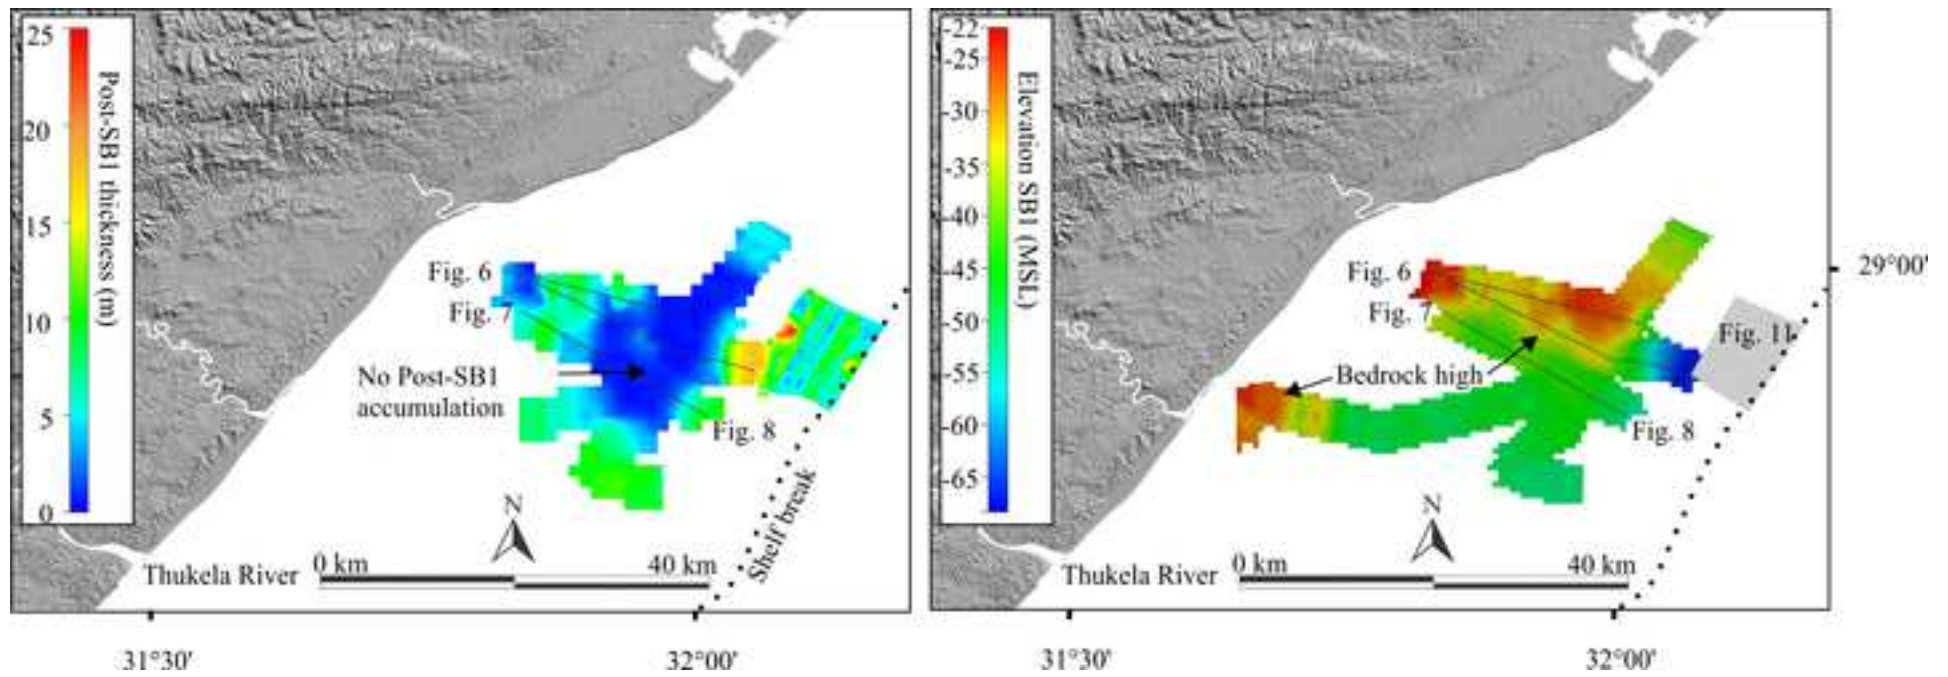 25
20
15
10
5
0
Post-SB1 thickness (m)
Fig. 6
Fig. 7
No Post-SB1
accumulation
Fig. 8
Shelf break
N
0 km
40 km
Thukela River
31°30'
32°00'
-22
-25
-30
-35
-40
-45
-50
-55
-60
-65
Elevation SB1 (MSL)
Fig. 6
Fig. 7
Fig. 11
Bedrock high
Fig. 8
N
0 km
40 km
Thukela River
29°00'
31°30'
32°00'